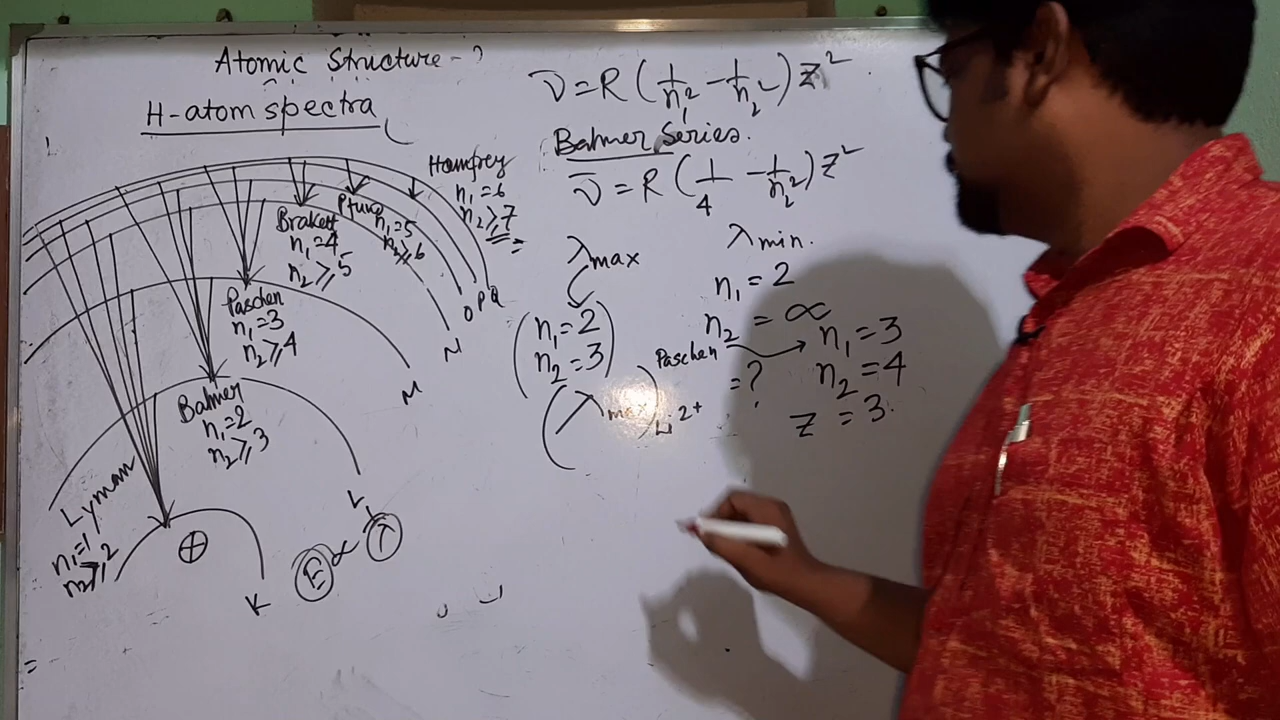 Atomic Structure - ?
H-atom spectra
Humfrey
n₁ = 6
n₂ ≥ 7
Pfund
n₁ = 5
n₂ ≥ 6
Brakett
n₁ = 4
n₂ ≥ 5
Paschen
n₁ = 3
n₂ ≥ 4
Balmer
n₁ = 2
n₂ ≥ 3
Lyman
n₁ = 1
n₂ ≥ 2
K
L
M
N
O P Q
E ∝ 1/λ
ν̅ = R (1/n₁² - 1/n₂²) Z²
Balmer Series.
ν̅ = R (1/4 - 1/n₂²) Z²
λmax
(n₁ = 2
n₂ = 3)
λmin.
n₁ = 2
n₂ = ∞
(λmax) Paschen Li²⁺ = ?
n₁ = 3
n₂ = 4
Z = 3.